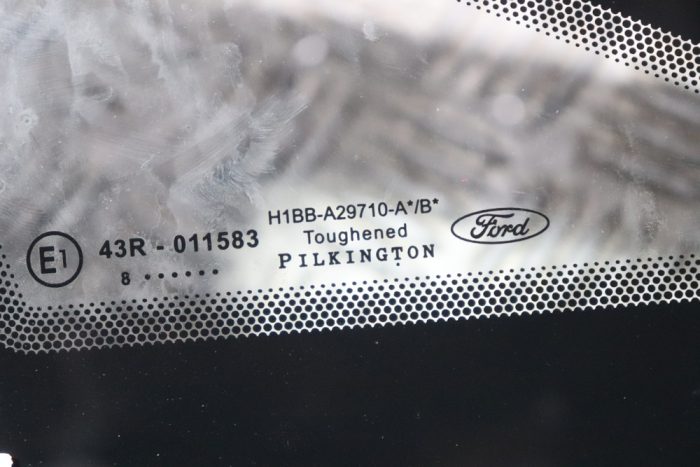 H1BB-A29710-A*/B*
Toughened
PILKINGTON
Ford
E1
43R - 011583
8 ......